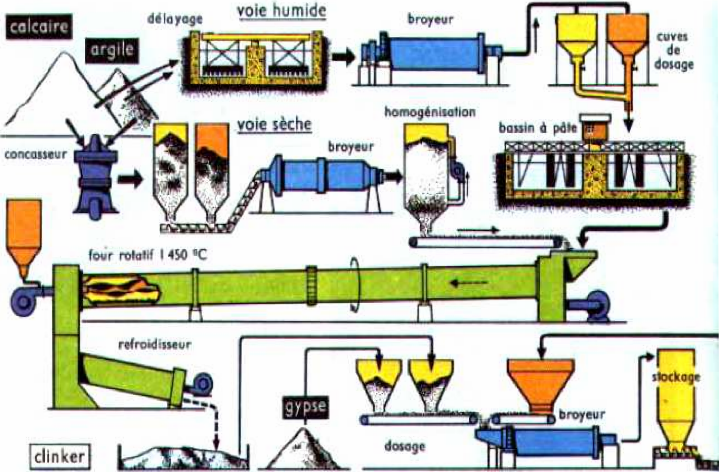 calcaire
argile
délayage
voie humide
broyeur
cuves
de
dosage
concasseur
voie sèche
broyeur
homogénisation
bassin à pâte
four rotatif 1 450 °C
refroidisseur
gypse
clinker
dosage
broyeur
stockage